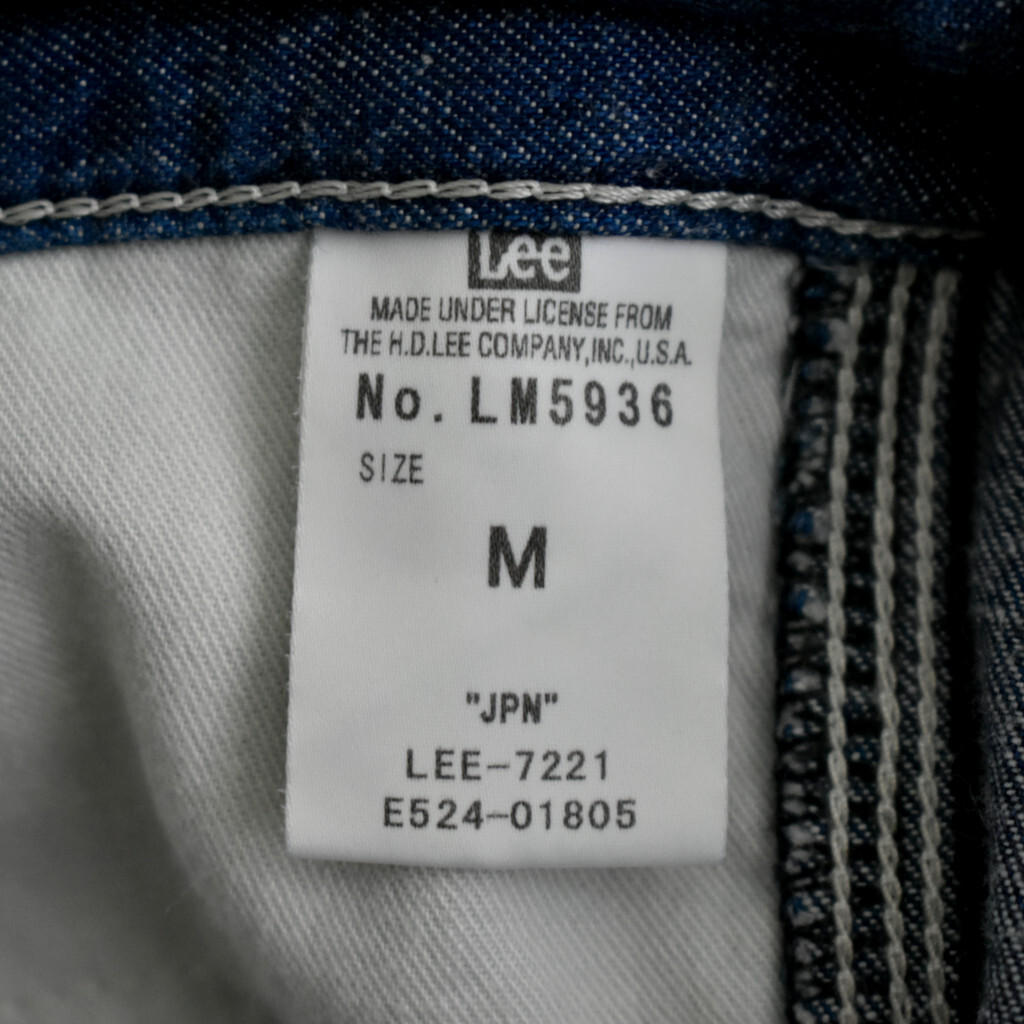 Lee
MADE UNDER LICENSE FROM
THE H.D.LEE COMPANY,INC.,U.S.A.
No. LM5936
SIZE
M
"JPN"
LEE-7221
E524-01805